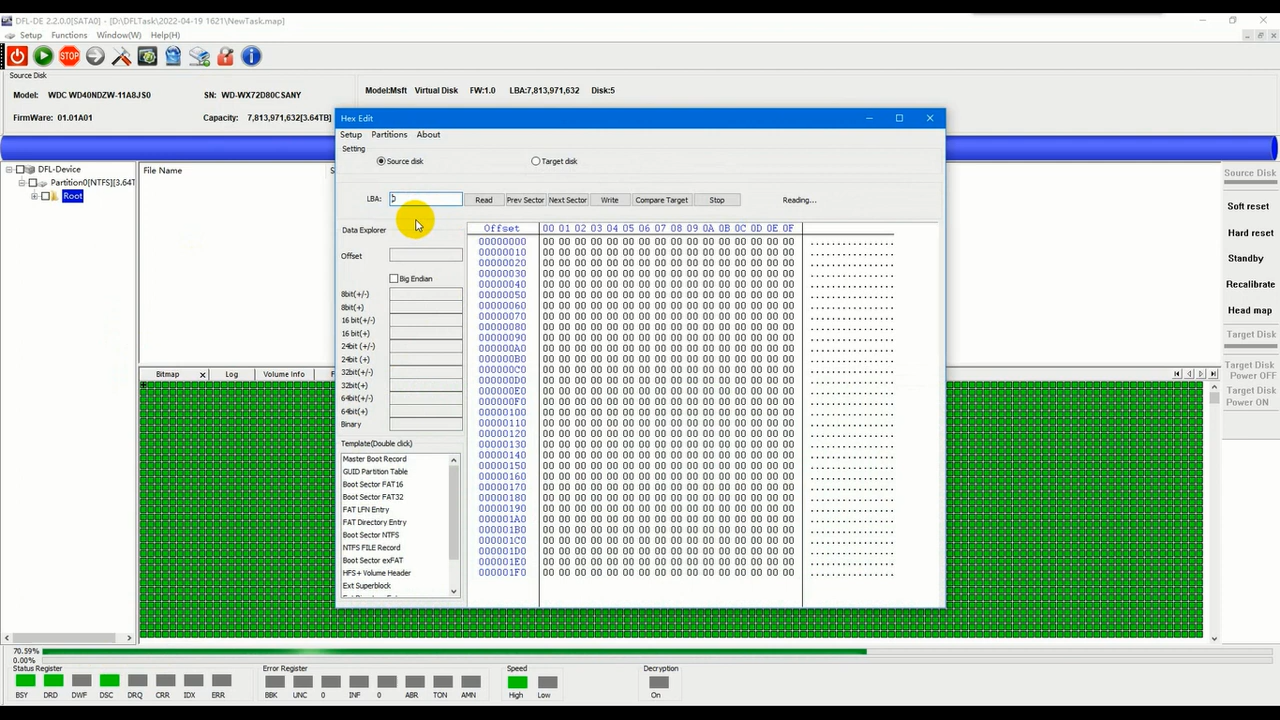 DFL-DE 2.2.0.0[SATA0] - [D:\DFLTask\2022-04-19 1621\NewTask.map]
Setup Functions Window(W) Help(H)
STOP
Source Disk
Model: WDC WD40NDZW-11A8JS0 SN: WD-WX72D80CSANY
FirmWare: 01.01A01 Capacity: 7,813,971,632[3.64TB]
Model:Msft Virtual Disk FW:1.0 LBA:7,813,971,632 Disk:5
DFL-Device
Partition0[NTFS][3.64T
Root
File Name
Hex Edit
Setup Partitions About
Setting
Source disk Target disk
LBA: Read Prev Sector Next Sector Write Compare Target Stop Reading...
Data Explorer
Offset
Big Endian
8bit(+/-)
8bit(+)
16 bit(+/-)
16 bit(+)
24bit (+/-)
24bit (+)
32bit(+/-)
32bit(+)
64bit(+/-)
64bit(+)
Binary
Template(Double click)
Master Boot Record
GUID Partition Table
Boot Sector FAT16
Boot Sector FAT32
FAT LFN Entry
FAT Directory Entry
Boot Sector NTFS
NTFS FILE Record
Boot Sector exFAT
HFS+ Volume Header
Ext Superblock
Offset 00 01 02 03 04 05 06 07 08 09 0A 0B 0C 0D 0E 0F
00000000 00 00 00 00 00 00 00 00 00 00 00 00 00 00 00 00 ................
00000010 00 00 00 00 00 00 00 00 00 00 00 00 00 00 00 00 ................
00000020 00 00 00 00 00 00 00 00 00 00 00 00 00 00 00 00 ................
00000030 00 00 00 00 00 00 00 00 00 00 00 00 00 00 00 00 ................
00000040 00 00 00 00 00 00 00 00 00 00 00 00 00 00 00 00 ................
00000050 00 00 00 00 00 00 00 00 00 00 00 00 00 00 00 00 ................
00000060 00 00 00 00 00 00 00 00 00 00 00 00 00 00 00 00 ................
00000070 00 00 00 00 00 00 00 00 00 00 00 00 00 00 00 00 ................
00000080 00 00 00 00 00 00 00 00 00 00 00 00 00 00 00 00 ................
00000090 00 00 00 00 00 00 00 00 00 00 00 00 00 00 00 00 ................
000000A0 00 00 00 00 00 00 00 00 00 00 00 00 00 00 00 00 ................
000000B0 00 00 00 00 00 00 00 00 00 00 00 00 00 00 00 00 ................
000000C0 00 00 00 00 00 00 00 00 00 00 00 00 00 00 00 00 ................
000000D0 00 00 00 00 00 00 00 00 00 00 00 00 00 00 00 00 ................
000000E0 00 00 00 00 00 00 00 00 00 00 00 00 00 00 00 00 ................
000000F0 00 00 00 00 00 00 00 00 00 00 00 00 00 00 00 00 ................
00000100 00 00 00 00 00 00 00 00 00 00 00 00 00 00 00 00 ................
00000110 00 00 00 00 00 00 00 00 00 00 00 00 00 00 00 00 ................
00000120 00 00 00 00 00 00 00 00 00 00 00 00 00 00 00 00 ................
00000130 00 00 00 00 00 00 00 00 00 00 00 00 00 00 00 00 ................
00000140 00 00 00 00 00 00 00 00 00 00 00 00 00 00 00 00 ................
00000150 00 00 00 00 00 00 00 00 00 00 00 00 00 00 00 00 ................
00000160 00 00 00 00 00 00 00 00 00 00 00 00 00 00 00 00 ................
00000170 00 00 00 00 00 00 00 00 00 00 00 00 00 00 00 00 ................
00000180 00 00 00 00 00 00 00 00 00 00 00 00 00 00 00 00 ................
00000190 00 00 00 00 00 00 00 00 00 00 00 00 00 00 00 00 ................
000001A0 00 00 00 00 00 00 00 00 00 00 00 00 00 00 00 00 ................
000001B0 00 00 00 00 00 00 00 00 00 00 00 00 00 00 00 00 ................
000001C0 00 00 00 00 00 00 00 00 00 00 00 00 00 00 00 00 ................
000001D0 00 00 00 00 00 00 00 00 00 00 00 00 00 00 00 00 ................
000001E0 00 00 00 00 00 00 00 00 00 00 00 00 00 00 00 00 ................
000001F0 00 00 00 00 00 00 00 00 00 00 00 00 00 00 00 00 ................
Source Disk
Soft reset
Hard reset
Standby
Recalibrate
Head map
Target Disk
Target Disk
Power OFF
Target Disk
Power ON
Bitmap Log Volume Info
70.59%
0.00%
Status Register Error Register Speed Decryption
BSY DRD DWF DSC DRQ CRR IDX ERR BBK UNC 0 INF 0 ABR TON AMN High Low On